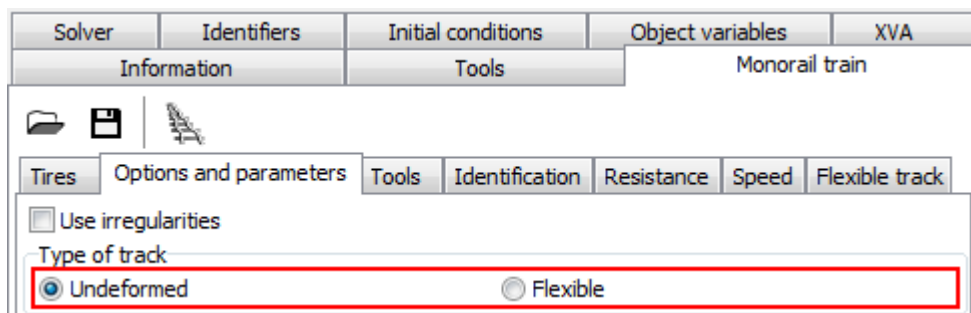 Solver Identifiers Initial conditions Object variables XVA
Information Tools Monorail train
Tires Options and parameters Tools Identification Resistance Speed Flexible track
Use irregularities
Type of track
Undeformed Flexible